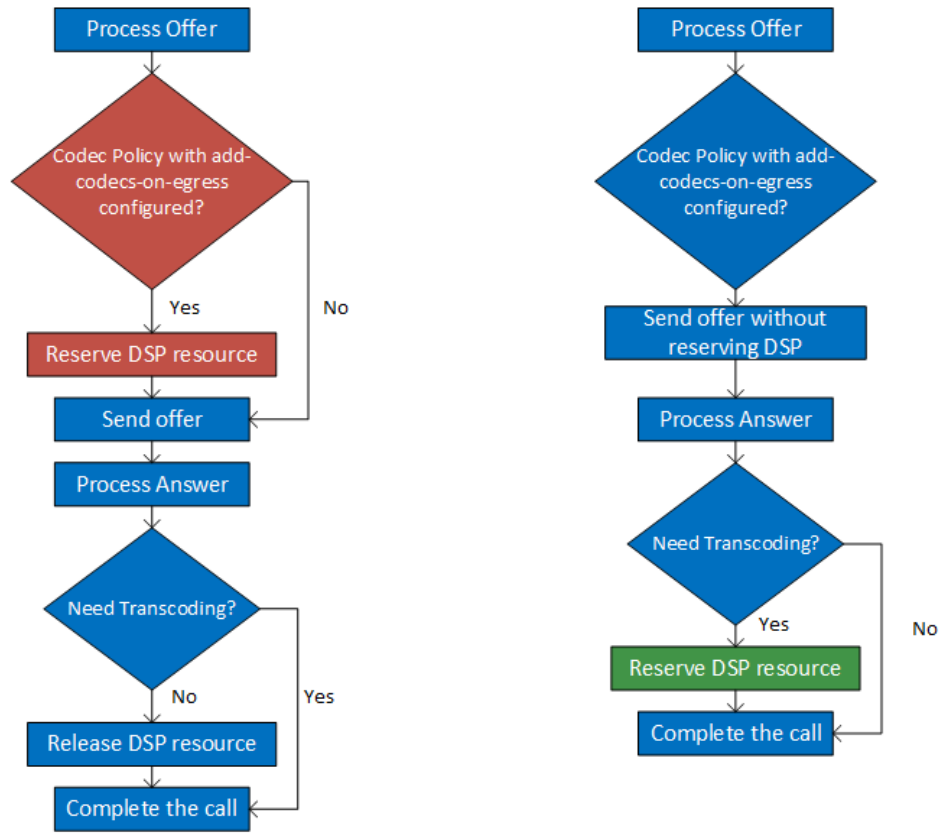 Process Offer
Codec Policy with add-
codecs-on-egress
configured?
Yes
No
Reserve DSP resource
Send offer
Process Answer
Need Transcoding?
No
Yes
Release DSP resource
Complete the call
Process Offer
Codec Policy with add-
codecs-on-egress
configured?
Send offer without
reserving DSP
Process Answer
Need Transcoding?
Yes
No
Reserve DSP resource
Complete the call